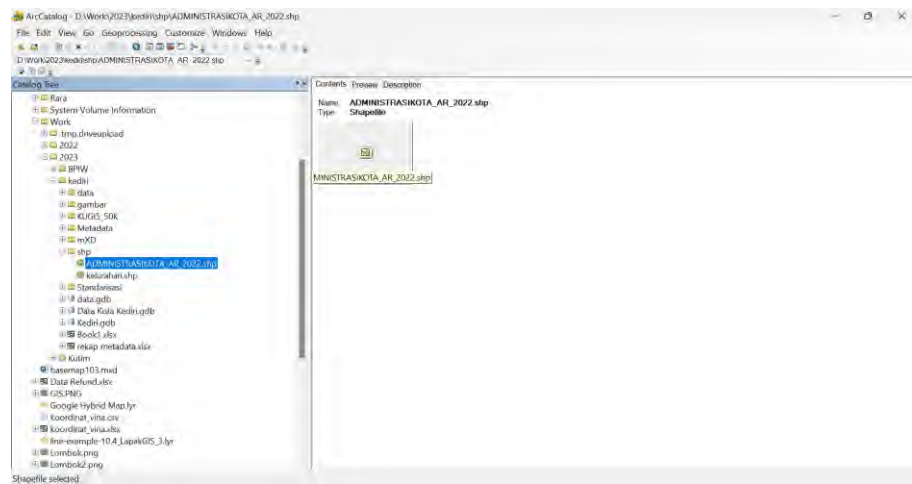 ArcCatalog - D:\Work\2023\kediri\shp\ADMINISTRASIKOTA_AR_2022.shp
File Edit View Go Geoprocessing Customize Windows Help
D:\Work\2023\kediri\shp\ADMINISTRASIKOTA_AR_2022.shp
Catalog Tree
Contents Preview Description
Rara
System Volume Information
Work
.tmp.driveupload
2022
2023
BPIW
kediri
data
gambar
KUGIS_50K
Metadata
mXD
shp
ADMINISTRASIKOTA_AR_2022.shp
kelurahan.shp
Standarisasi
data.gdb
Data Kota Kediri.gdb
Kediri.gdb
Book1.xlsx
rekap metadata.xlsx
Kutim
basemap103.mxd
Data Refund.xlsx
GIS.PNG
Google Hybrid Map.lyr
koordinat_vina.csv
koordinat_vina.xlsx
line-example-10.4_LapakGIS_3.lyr
Lombok.png
Lombok2.png
Name: ADMINISTRASIKOTA_AR_2022.shp
Type: Shapefile
MINISTRASIKOTA_AR_2022.shp
Shapefile selected